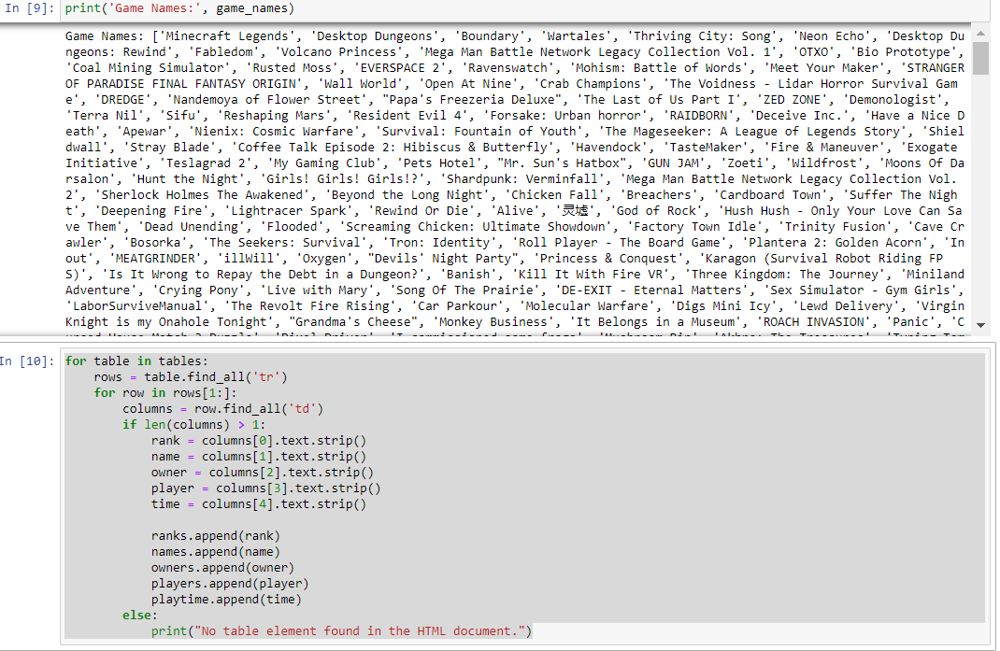 In [9]: print('Game Names:', game_names)
Game Names: ['Minecraft Legends', 'Desktop Dungeons', 'Boundary', 'Wartales', 'Thriving City: Song', 'Neon Echo', 'Desktop Du
ngeons: Rewind', 'Fabledom', 'Volcano Princess', 'Mega Man Battle Network Legacy Collection Vol. 1', 'OTXO', 'Bio Prototype',
'Coal Mining Simulator', 'Rusted Moss', 'EVERSPACE 2', 'Ravenswatch', 'Mohism: Battle of Words', 'Meet Your Maker', 'STRANGER
OF PARADISE FINAL FANTASY ORIGIN', 'Wall World', 'Open At Nine', 'Crab Champions', 'The Voidness - Lidar Horror Survival Gam
e', 'DREDGE', 'Nandemoya of Flower Street', "Papa's Freezeria Deluxe", 'The Last of Us Part I', 'ZED ZONE', 'Demonologist',
'Terra Nil', 'Sifu', 'Reshaping Mars', 'Resident Evil 4', 'Forsake: Urban horror', 'RAIDBORN', 'Deceive Inc.', 'Have a Nice D
eath', 'Apewar', 'Nienix: Cosmic Warfare', 'Survival: Fountain of Youth', 'The Mageseeker: A League of Legends Story', 'Shiel
dwall', 'Stray Blade', 'Coffee Talk Episode 2: Hibiscus & Butterfly', 'Havendock', 'TasteMaker', 'Fire & Maneuver', 'Exogate
Initiative', 'Teslagrad 2', 'My Gaming Club', 'Pets Hotel', "Mr. Sun's Hatbox", 'GUN JAM', 'Zoeti', 'Wildfrost', 'Moons Of Da
rsalon', 'Hunt the Night', 'Girls! Girls! Girls!?', 'Shardpunk: Verminfall', 'Mega Man Battle Network Legacy Collection Vol.
2', 'Sherlock Holmes The Awakened', 'Beyond the Long Night', 'Chicken Fall', 'Breachers', 'Cardboard Town', 'Suffer The Nigh
t', 'Deepening Fire', 'Lightracer Spark', 'Rewind Or Die', 'Alive', '灵墟', 'God of Rock', 'Hush Hush - Only Your Love Can Sa
ve Them', 'Dead Unending', 'Flooded', 'Screaming Chicken: Ultimate Showdown', 'Factory Town Idle', 'Trinity Fusion', 'Cave Cr
awler', 'Bosorka', 'The Seekers: Survival', 'Tron: Identity', 'Roll Player - The Board Game', 'Plantera 2: Golden Acorn', 'In
out', 'MEATGRINDER', 'illWill', 'Oxygen', "Devils' Night Party", 'Princess & Conquest', 'Karagon (Survival Robot Riding FP
S)', 'Is It Wrong to Repay the Debt in a Dungeon?', 'Banish', 'Kill It With Fire VR', 'Three Kingdom: The Journey', 'Miniland
Adventure', 'Crying Pony', 'Live with Mary', 'Song Of The Prairie', 'DE-EXIT - Eternal Matters', 'Sex Simulator - Gym Girls',
'LaborSurviveManual', 'The Revolt Fire Rising', 'Car Parkour', 'Molecular Warfare', 'Digs Mini Icy', 'Lewd Delivery', 'Virgin
Knight is my Onahole Tonight', "Grandma's Cheese", 'Monkey Business', 'It Belongs in a Museum', 'ROACH INVASION', 'Panic', 'C
In [10]: for table in tables:
rows = table.find_all('tr')
for row in rows[1:]:
columns = row.find_all('td')
if len(columns) > 1:
rank = columns[0].text.strip()
name = columns[1].text.strip()
owner = columns[2].text.strip()
player = columns[3].text.strip()
time = columns[4].text.strip()
ranks.append(rank)
names.append(name)
owners.append(owner)
players.append(player)
playtime.append(time)
else:
print("No table element found in the HTML document.")